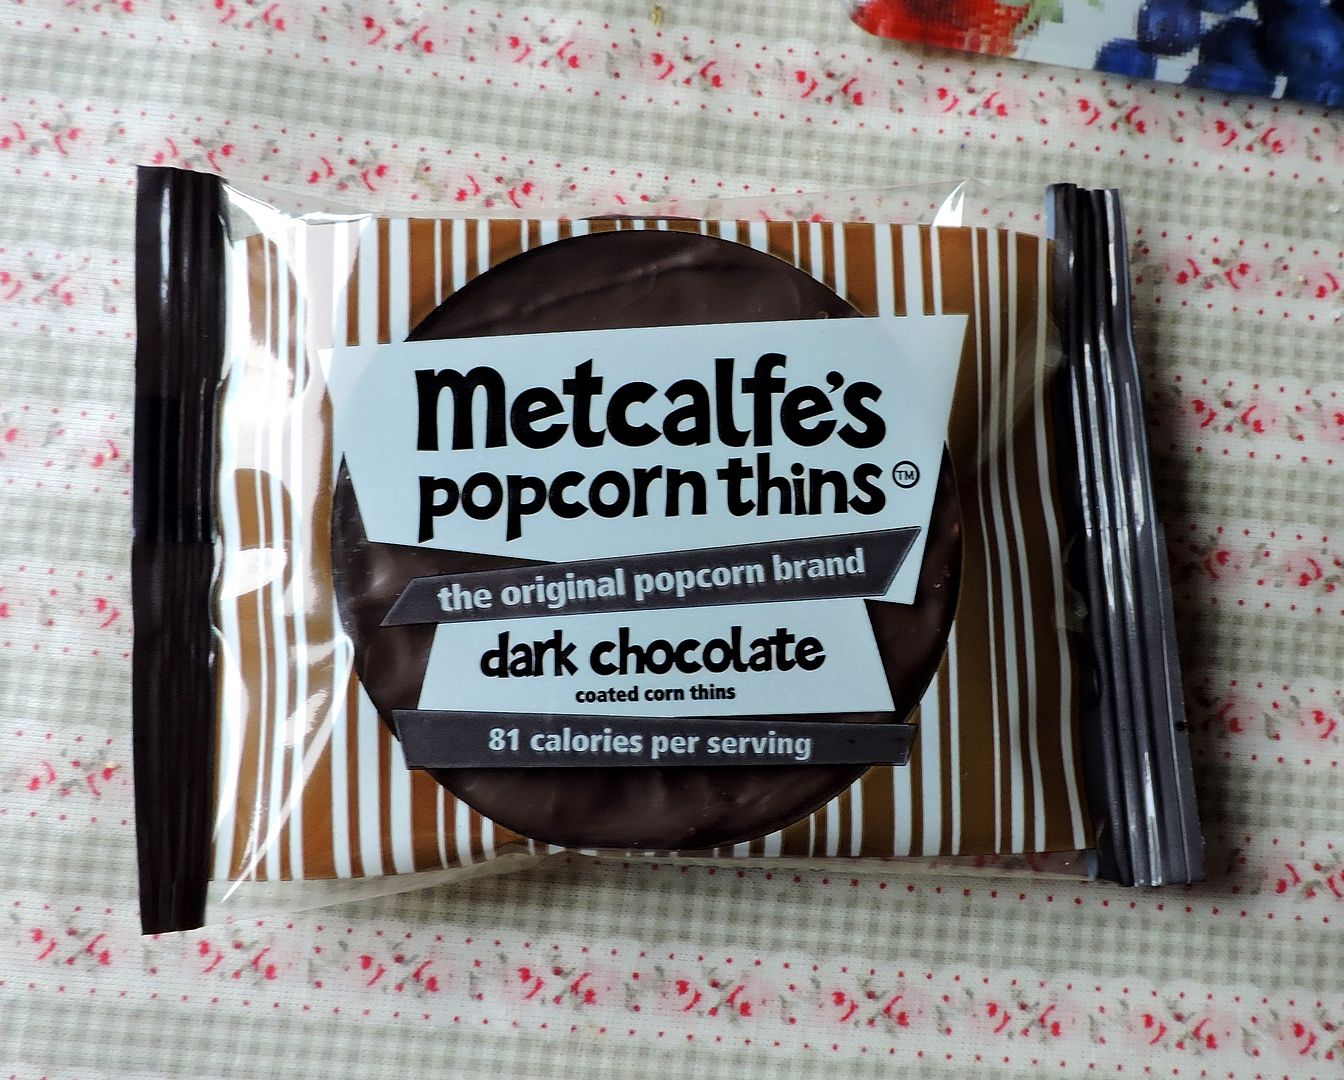 Metcalfe's
popcorn thins™
the original popcorn brand
dark chocolate
coated corn thins
81 calories per serving